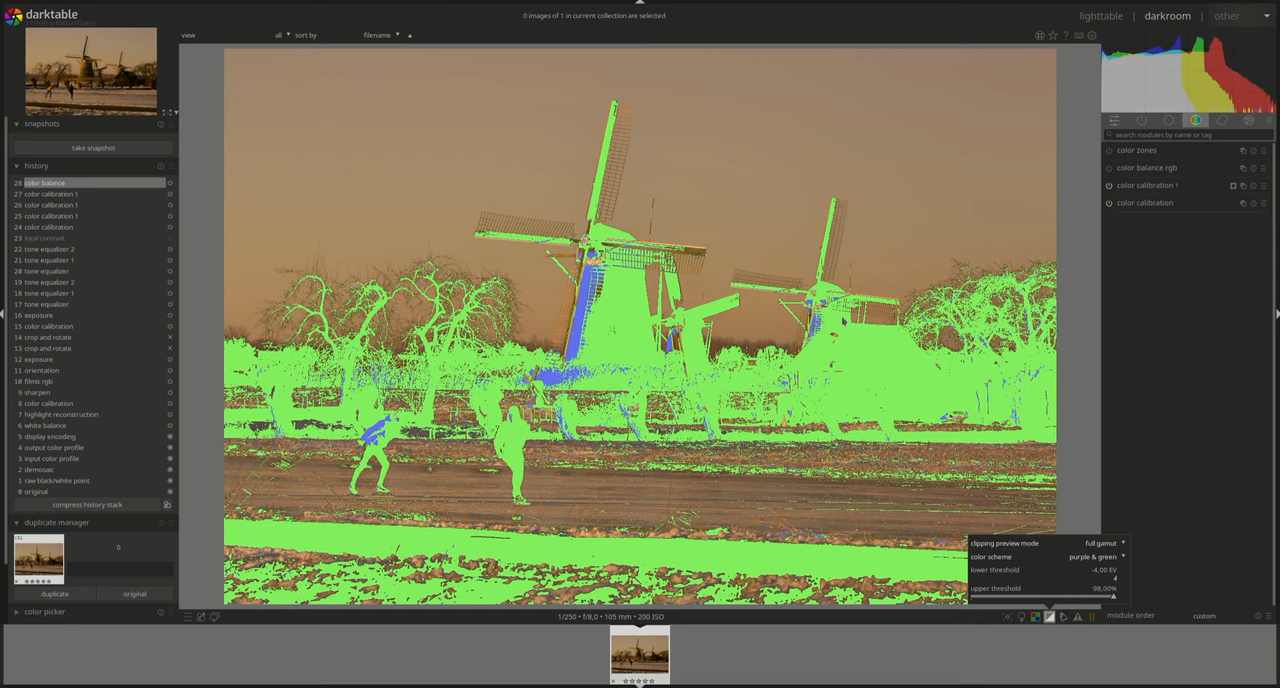 darktable
0 images of 1 in current collection are selected
lighttable | darkroom | other
view all sort by filename
snapshots
take snapshot
history
28 color balance
27 color calibration 1
26 color calibration 1
25 color calibration 1
24 color calibration
23 local contrast
22 tone equalizer 2
21 tone equalizer 1
20 tone equalizer
19 tone equalizer 2
18 tone equalizer 1
17 tone equalizer
16 exposure
15 color calibration
14 crop and rotate
13 crop and rotate
12 exposure
11 orientation
10 filmic rgb
9 sharpen
8 color calibration
7 highlight reconstruction
6 white balance
5 display encoding
4 output color profile
3 input color profile
2 demosaic
1 raw black/white point
0 original
compress history stack
duplicate manager
0
duplicate original
color picker
search modules by name or tag
color zones
color balance rgb
color calibration 1
color calibration
clipping preview mode full gamut
color scheme purple & green
lower threshold -4,00 EV
upper threshold 98,00%
1/250 • f/8,0 • 105 mm • 200 ISO
module order custom